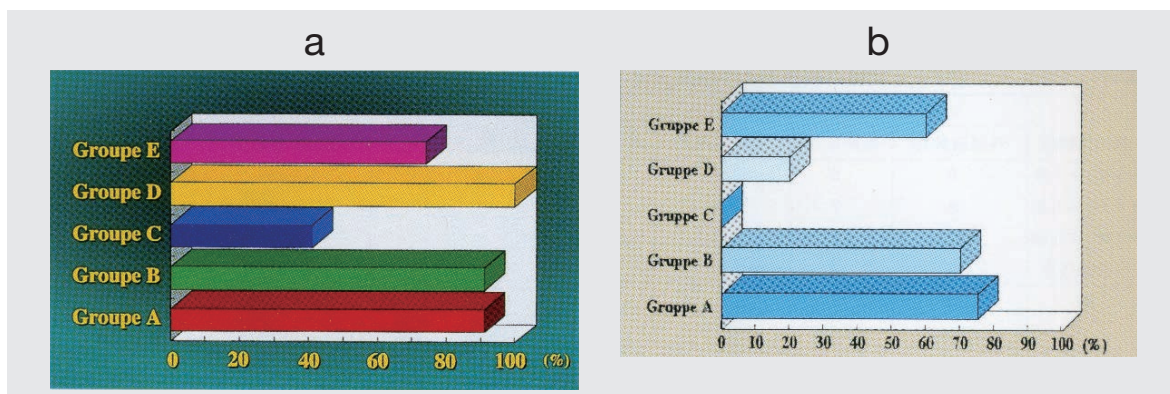 a
Groupe E
Groupe D
Groupe C
Groupe B
Groupe A
0 20 40 60 80 100 (%)
b
Gruppe E
Gruppe D
Gruppe C
Gruppe B
Gruppe A
0 10 20 30 40 50 60 70 80 90 100 (%)